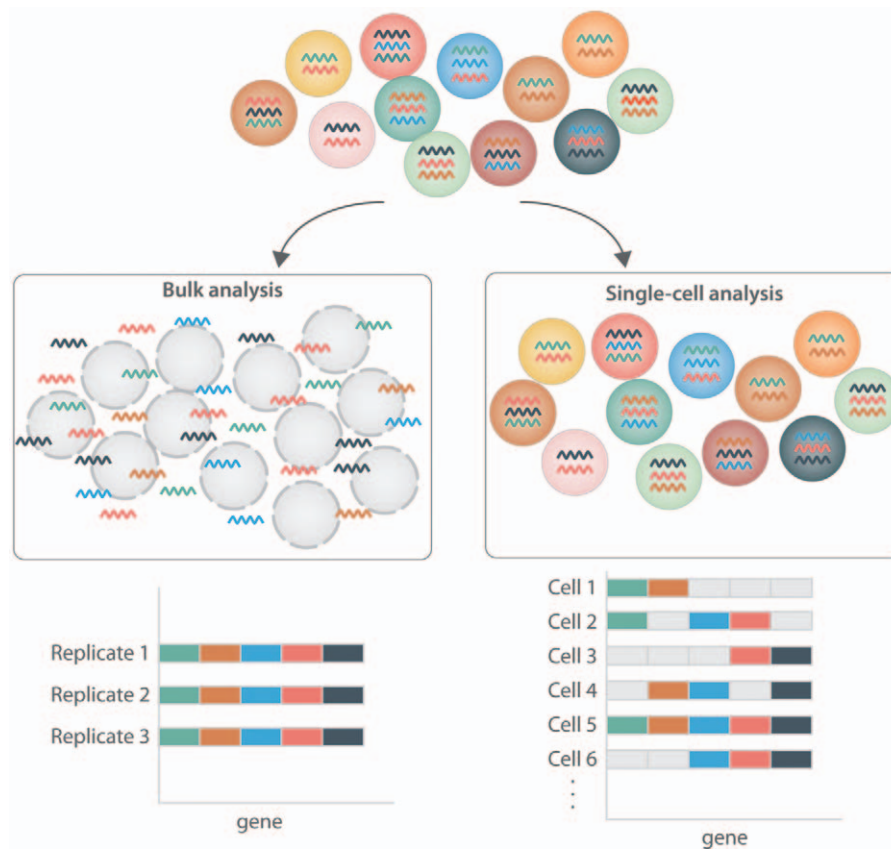 Bulk analysis
Single-cell analysis
Replicate 1
Replicate 2
Replicate 3
gene
Cell 1
Cell 2
Cell 3
Cell 4
Cell 5
Cell 6
gene